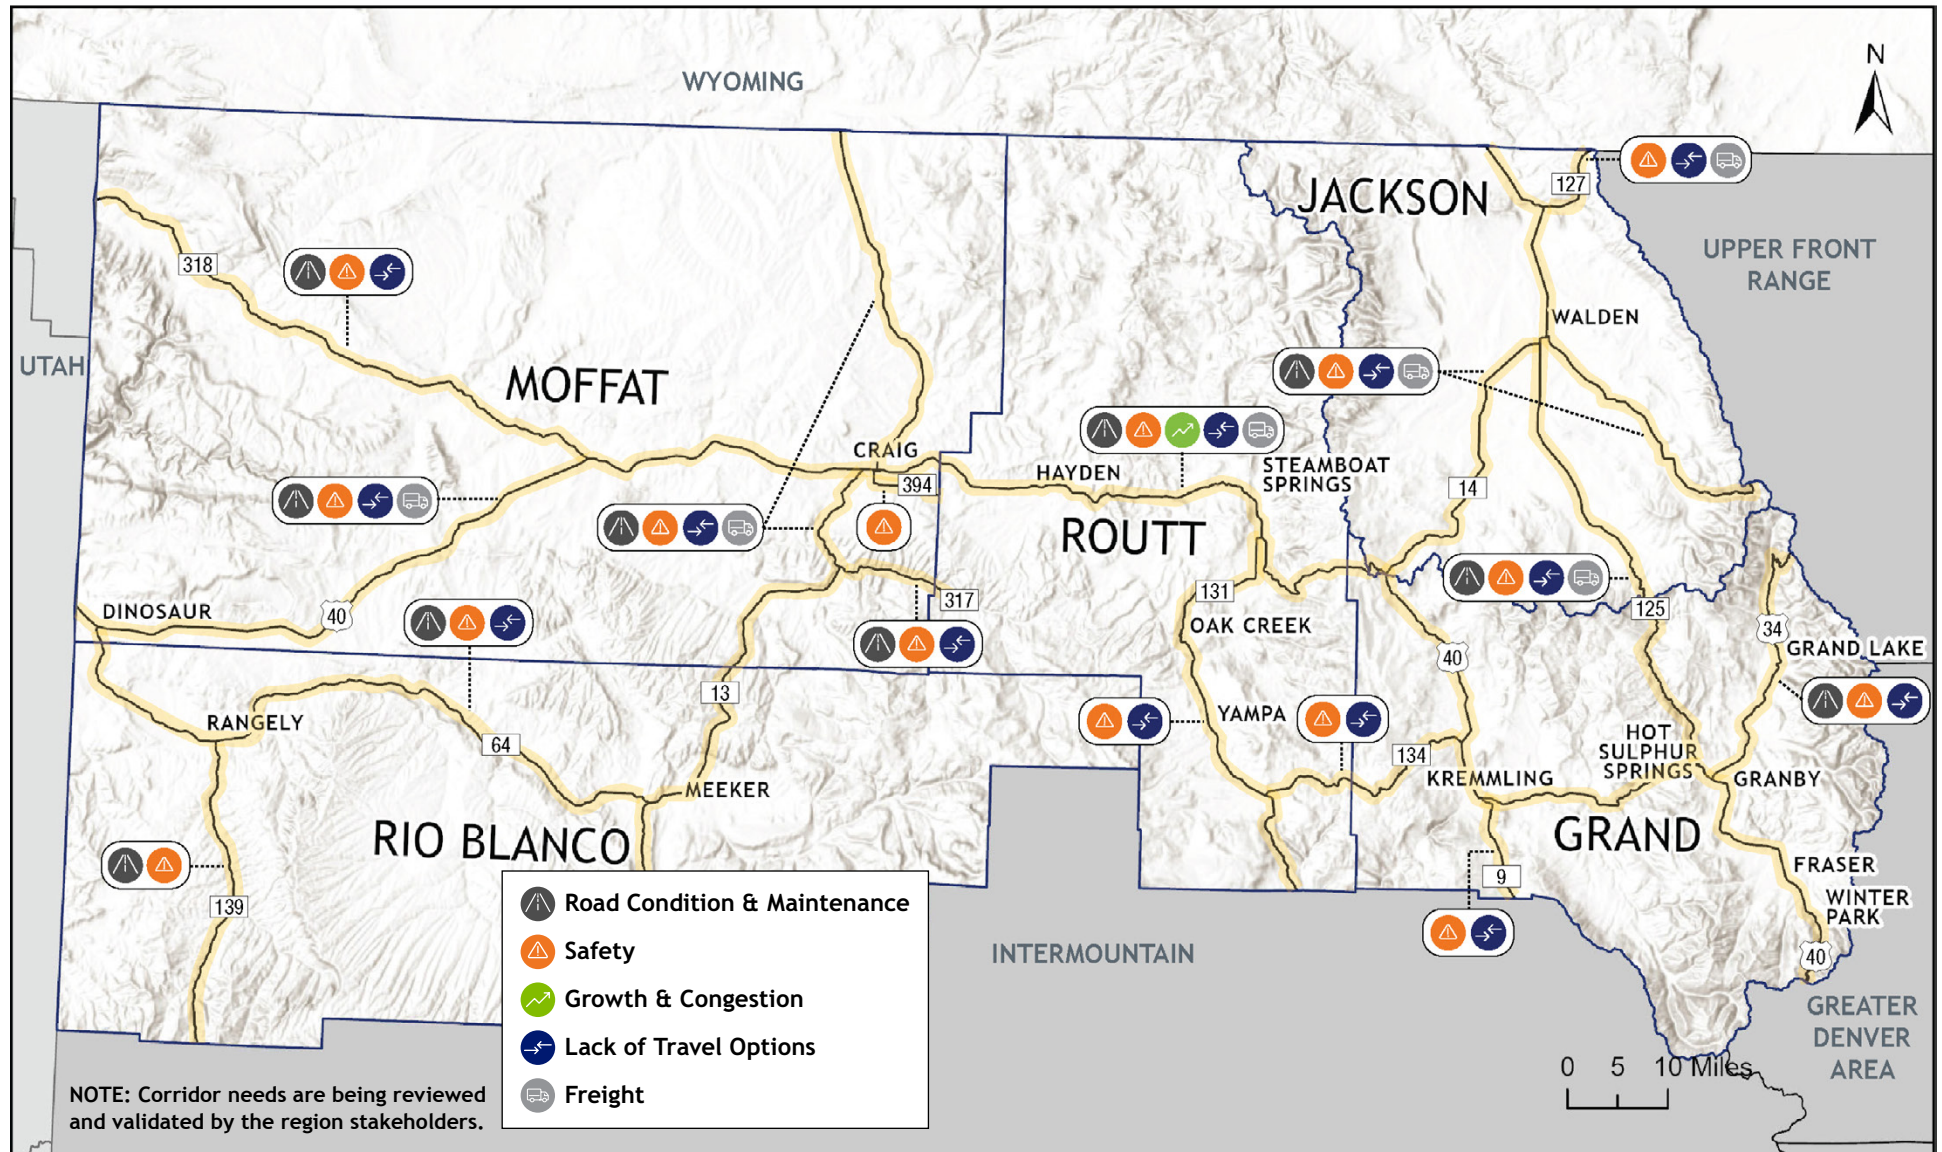 WYOMING
N
JACKSON
127
UPPER FRONT
RANGE
318
WALDEN
UTAH
MOFFAT
CRAIG
394
HAYDEN
STEAMBOAT
SPRINGS
14
ROUTT
DINOSAUR
40
317
131
OAK CREEK
125
34
GRAND LAKE
40
13
RANGELY
64
YAMPA
HOT
SULPHUR
SPRINGS
134
KREMMLING
GRANBY
MEEKER
RIO BLANCO
GRAND
139
9
FRASER
WINTER
PARK
40
INTERMOUNTAIN
GREATER
DENVER
AREA
Road Condition & Maintenance
Safety
Growth & Congestion
Lack of Travel Options
Freight
0 5 10 Miles
NOTE: Corridor needs are being reviewed
and validated by the region stakeholders.